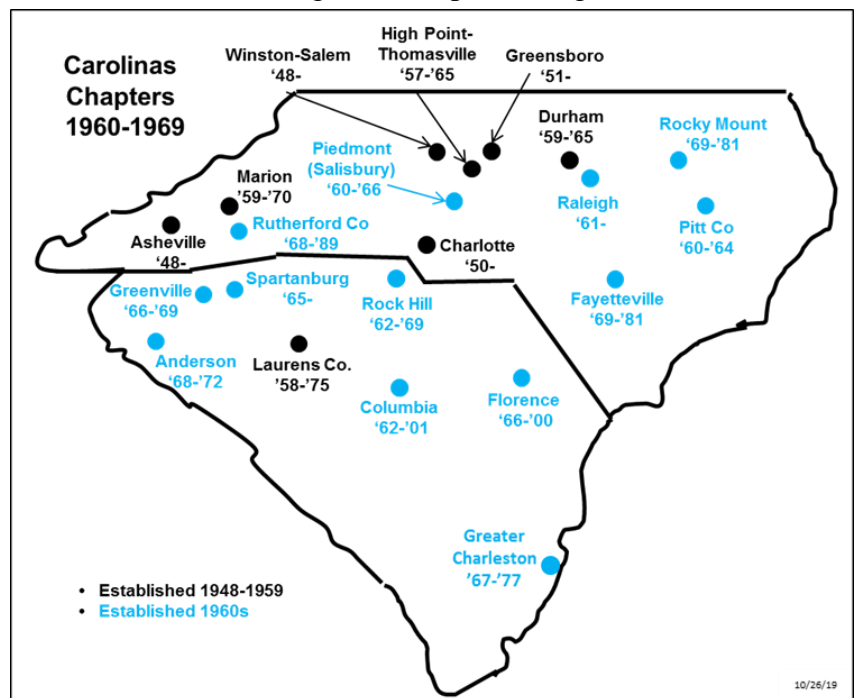 Carolinas
Chapters
1960-1969
Winston-Salem
‘48-
High Point-
Thomasville
‘57-’65
Greensboro
‘51-
Durham
‘59-’65
Rocky Mount
‘69-’81
Piedmont
(Salisbury)
‘60-’66
Marion
’59-’70
Raleigh
‘61-
Pitt Co
‘60-’64
Rutherford Co
‘68-’89
Asheville
‘48-
Charlotte
‘50-
Greenville
‘66-’69
Spartanburg
‘65-
Rock Hill
‘62-’69
Fayetteville
‘69-’81
Anderson
‘68-’72
Laurens Co.
’58-’75
Columbia
‘62-’01
Florence
‘66-’00
Greater
Charleston
’67-’77
• Established 1948-1959
• Established 1960s
10/26/19